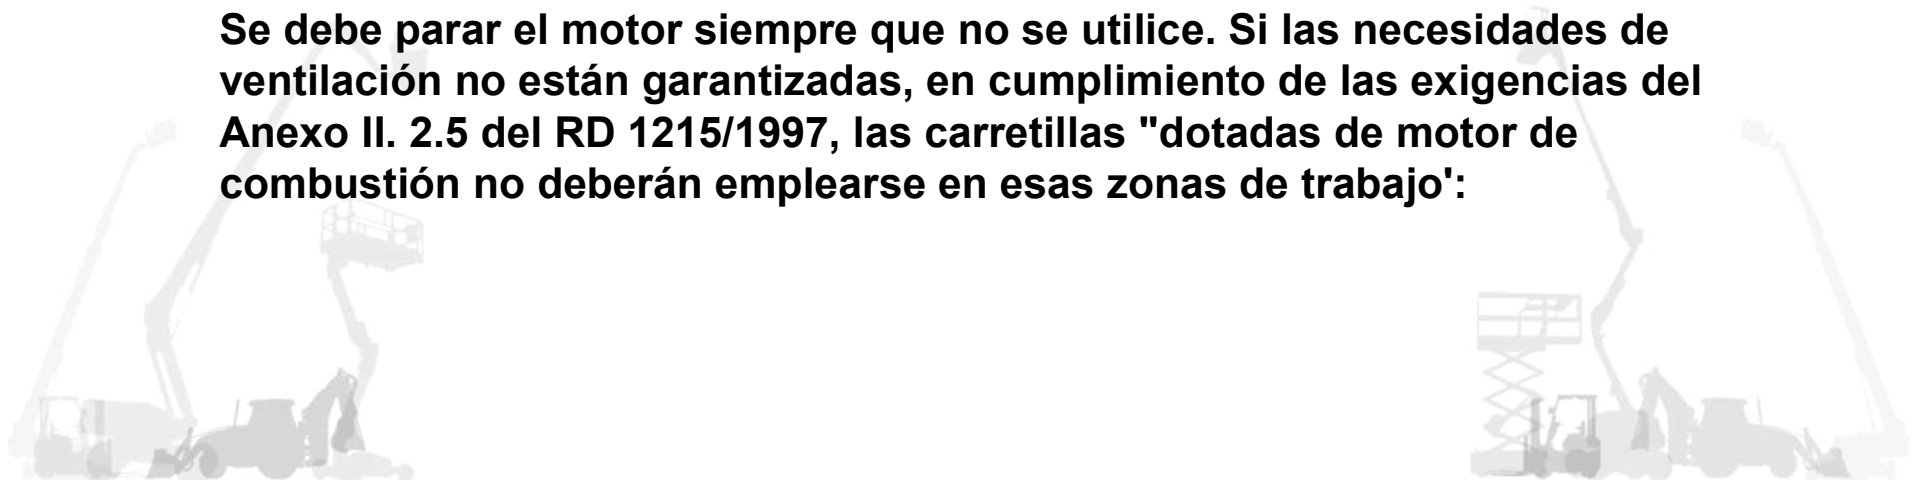 Se debe parar el motor siempre que no se utilice. Si las necesidades de
ventilación no están garantizadas, en cumplimiento de las exigencias del
Anexo II. 2.5 del RD 1215/1997, las carretillas "dotadas de motor de
combustión no deberán emplearse en esas zonas de trabajo':